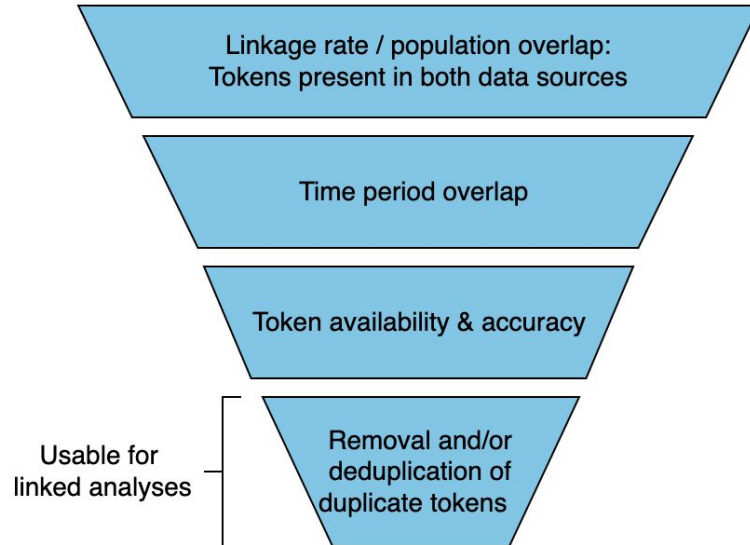 Linkage rate / population overlap:
Tokens present in both data sources
Time period overlap
Token availability & accuracy
Usable for
linked analyses
Removal and/or
deduplication of
duplicate tokens